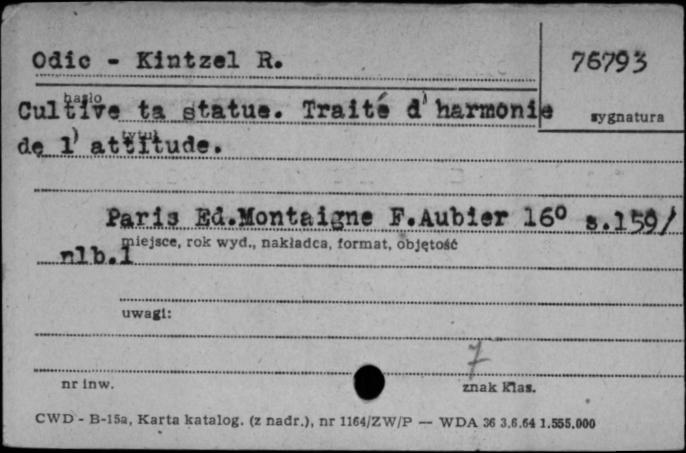 Odic - Kintzel R.
76793
hasło
Cultive ta statue. Traité d'harmonie
sygnatura
tytuł
de l'attitude.
Paris Ed.Montaigne F.Aubier 16° s.159/
miejsce, rok wyd., nakładca, format, objętość
nlb.1
uwagi:
7
nr inw.
znak klas.
CWD - B-15a, Karta katalog. (z nadr.), nr 1164/ZW/P — WDA 36 3.6.64 1.555.000